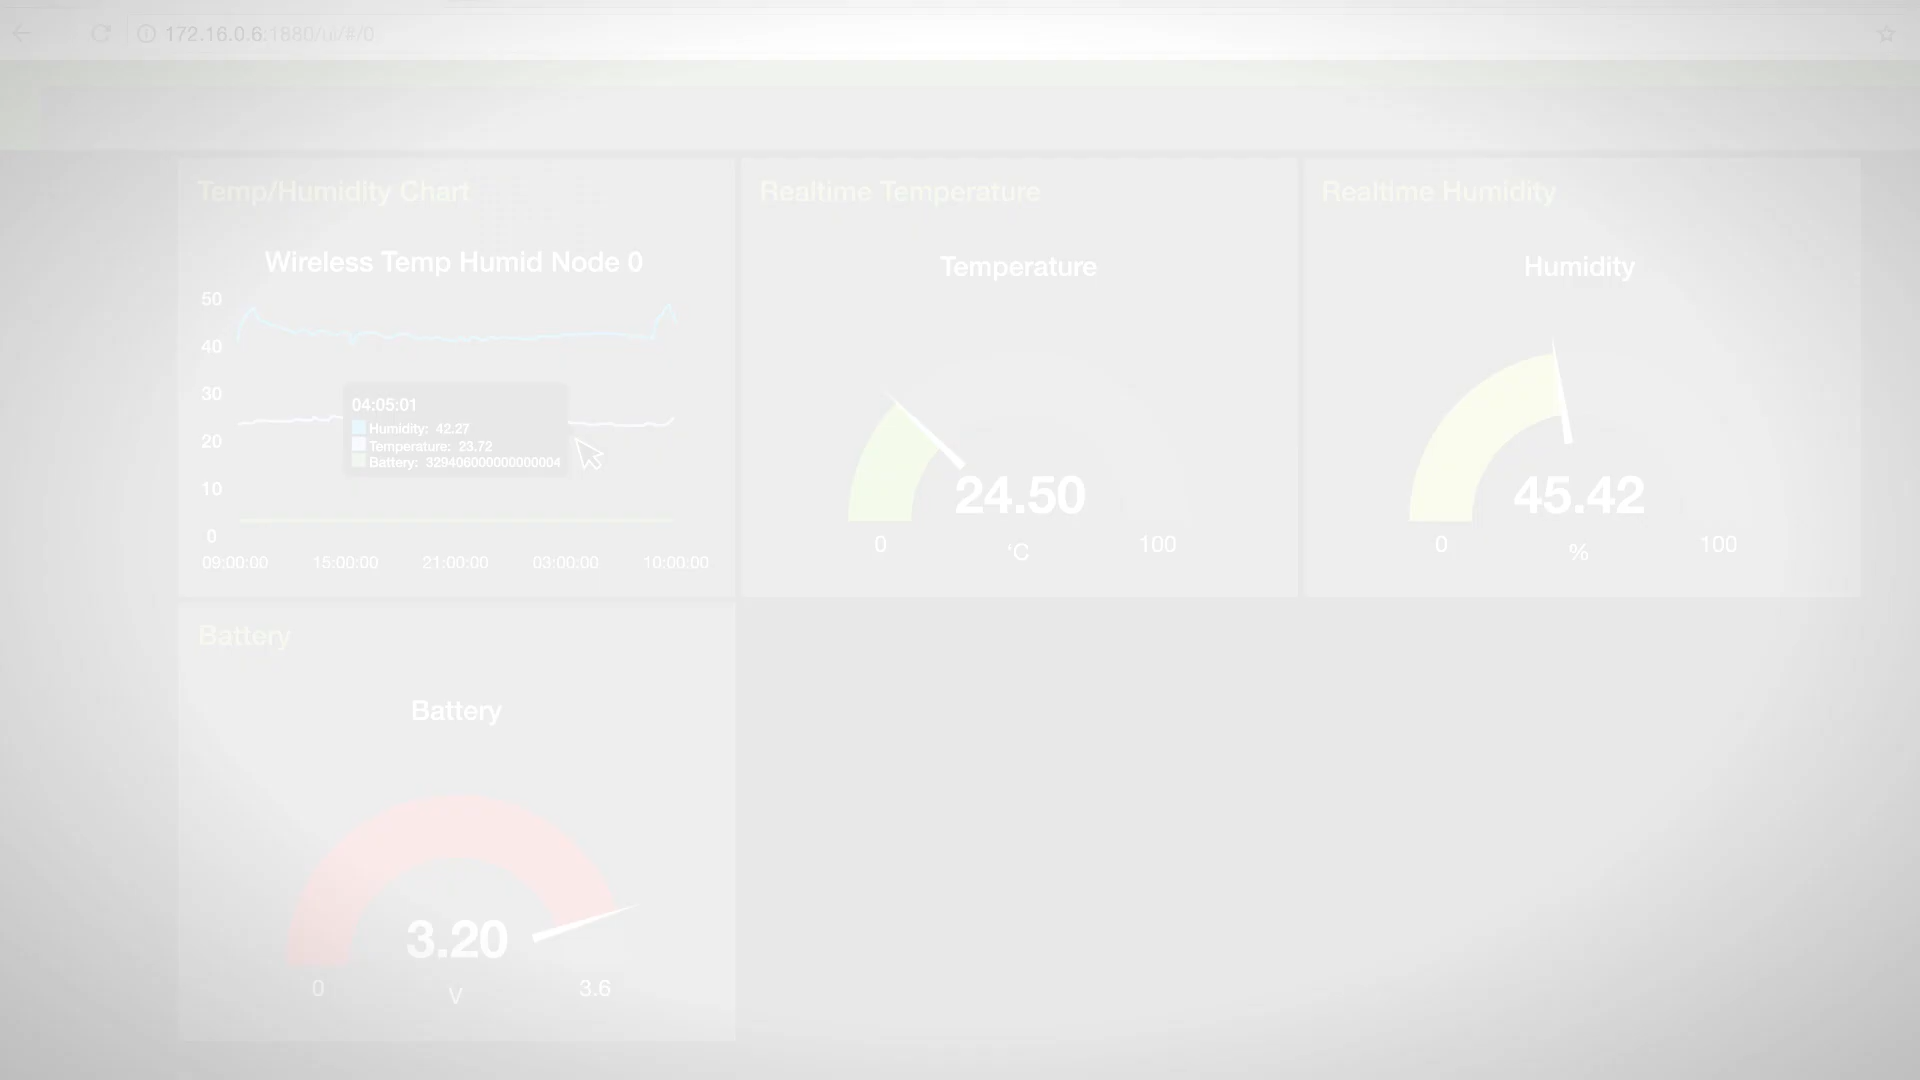 172.16.0.6:1880/ui/#/0
Temp/Humidity Chart
Realtime Temperature
Realtime Humidity
Wireless Temp Humid Node 0
Temperature
Humidity
50
40
30
20
10
0
04:05:01
Humidity: 42.27
Temperature: 23.72
Battery: 329406000000000004
09:00:00
15:00:00
21:00:00
03:00:00
10:00:00
24.50
0
'C
100
45.42
0
%
100
Battery
Battery
3.20
0
V
3.6